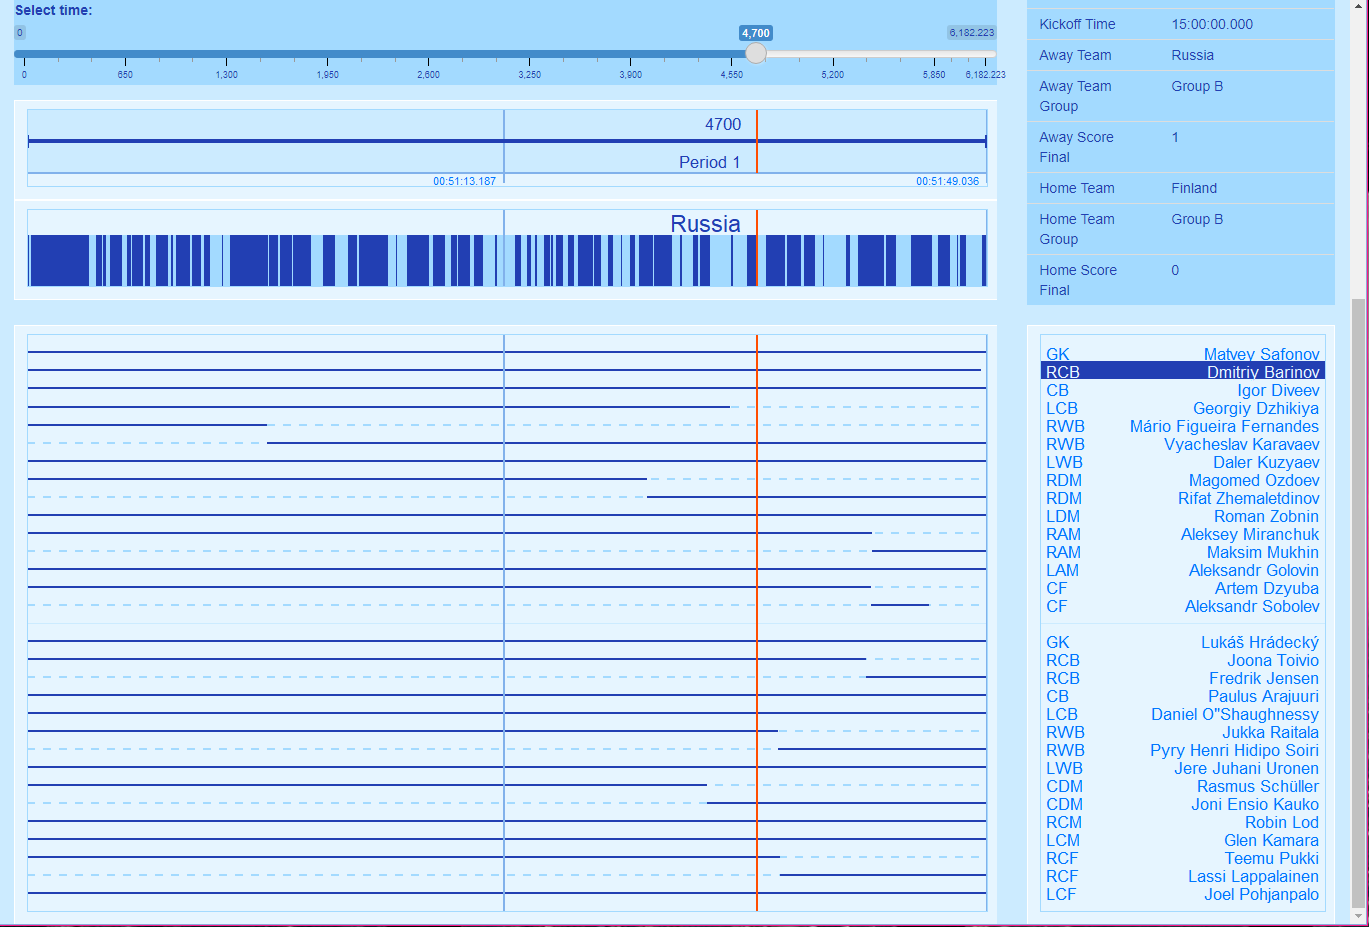 Select time:
0 4,700 6,182.223
0 650 1,300 1,950 2,600 3,250 3,900 4,550 5,200 5,850 6,182.223
4700
Period 1
00:51:13.187 00:51:49.036
Russia
Kickoff Time 15:00:00.000
Away Team Russia
Away Team Group B
Group
Away Score 1
Final
Home Team Finland
Home Team Group B
Group
Home Score 0
Final
GK Matvey Safonov
RCB Dmitriy Barinov
CB Igor Diveev
LCB Georgiy Dzhikiya
RWB Mário Figueira Fernandes
RWB Vyacheslav Karavaev
LWB Daler Kuzyaev
RDM Magomed Ozdoev
RDM Rifat Zhemaletdinov
LDM Roman Zobnin
RAM Aleksey Miranchuk
RAM Maksim Mukhin
LAM Aleksandr Golovin
CF Artem Dzyuba
CF Aleksandr Sobolev
GK Lukáš Hrádecký
RCB Joona Toivio
RCB Fredrik Jensen
CB Paulus Arajuuri
LCB Daniel O"Shaughnessy
RWB Jukka Raitala
RWB Pyry Henri Hidipo Soiri
LWB Jere Juhani Uronen
CDM Rasmus Schüller
CDM Joni Ensio Kauko
RCM Robin Lod
LCM Glen Kamara
RCF Teemu Pukki
RCF Lassi Lappalainen
LCF Joel Pohjanpalo